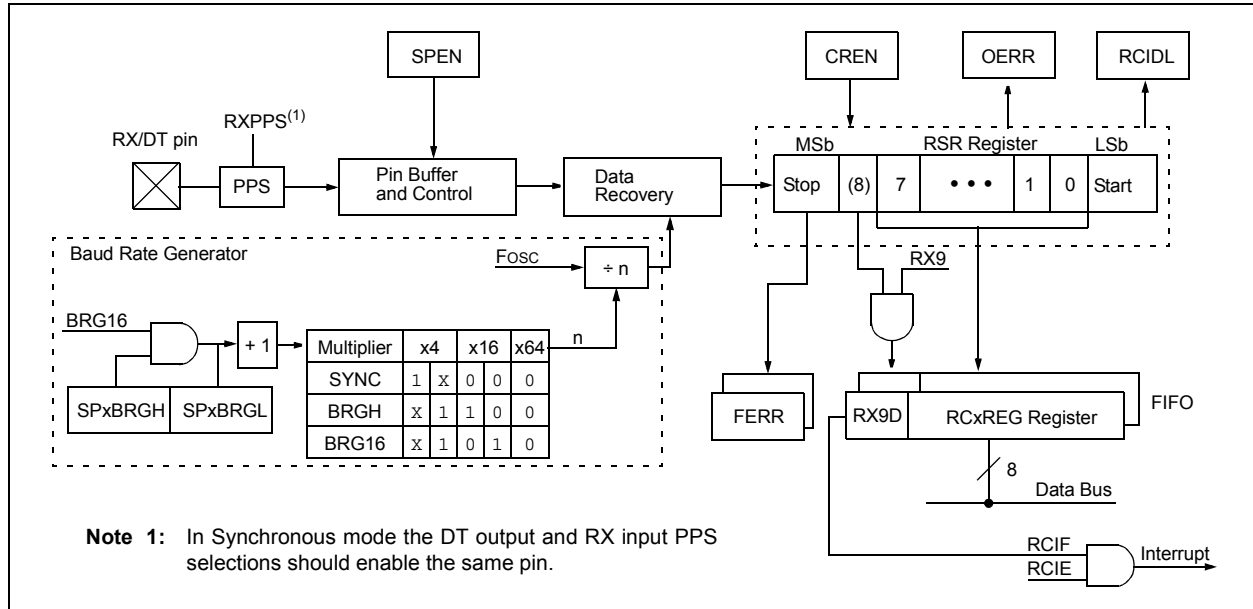 SPEN
CREN
OERR
RCIDL
RXPPS(1)
RX/DT pin
PPS
Pin Buffer
and Control
Data
Recovery
MSb
RSR Register
LSb
Stop
(8)
7
• • •
1
0
Start
Baud Rate Generator
FOSC
÷ n
RX9
BRG16
+ 1
n
Multiplier x4 x16 x64
SYNC 1 X 0 0 0
BRGH X 1 1 0 0
BRG16 X 1 0 1 0
SPxBRGH
SPxBRGL
FERR
RX9D
RCxREG Register
FIFO
8
Data Bus
Note 1: In Synchronous mode the DT output and RX input PPS
selections should enable the same pin.
RCIF
RCIE
Interrupt